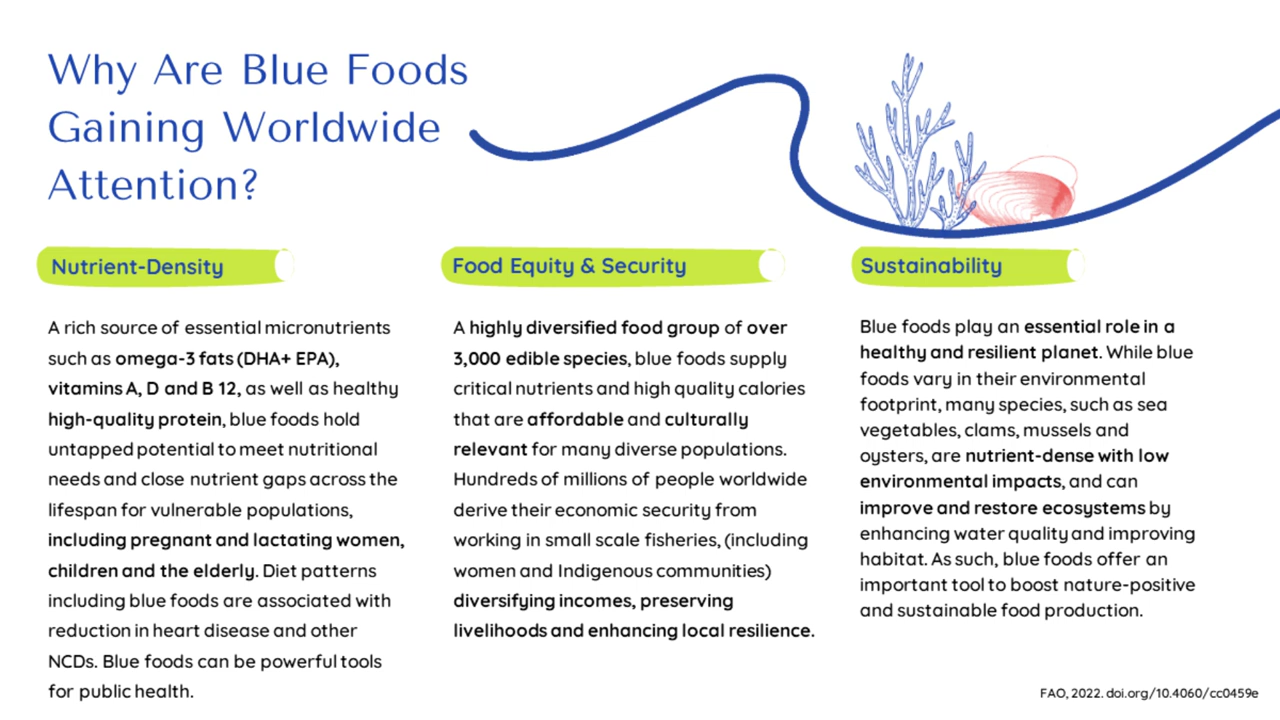 Why Are Blue Foods
Gaining Worldwide
Attention?
Nutrient-Density
A rich source of essential micronutrients
such as omega-3 fats (DHA+ EPA),
vitamins A, D and B 12, as well as healthy
high-quality protein, blue foods hold
untapped potential to meet nutritional
needs and close nutrient gaps across the
lifespan for vulnerable populations,
including pregnant and lactating women,
children and the elderly. Diet patterns
including blue foods are associated with
reduction in heart disease and other
NCDs. Blue foods can be powerful tools
for public health.
Food Equity & Security
A highly diversified food group of over
3,000 edible species, blue foods supply
critical nutrients and high quality calories
that are affordable and culturally
relevant for many diverse populations.
Hundreds of millions of people worldwide
derive their economic security from
working in small scale fisheries, (including
women and Indigenous communities)
diversifying incomes, preserving
livelihoods and enhancing local resilience.
Sustainability
Blue foods play an essential role in a
healthy and resilient planet. While blue
foods vary in their environmental
footprint, many species, such as sea
vegetables, clams, mussels and
oysters, are nutrient-dense with low
environmental impacts, and can
improve and restore ecosystems by
enhancing water quality and improving
habitat. As such, blue foods offer an
important tool to boost nature-positive
and sustainable food production.
FAO, 2022. doi.org/10.4060/cc0459e